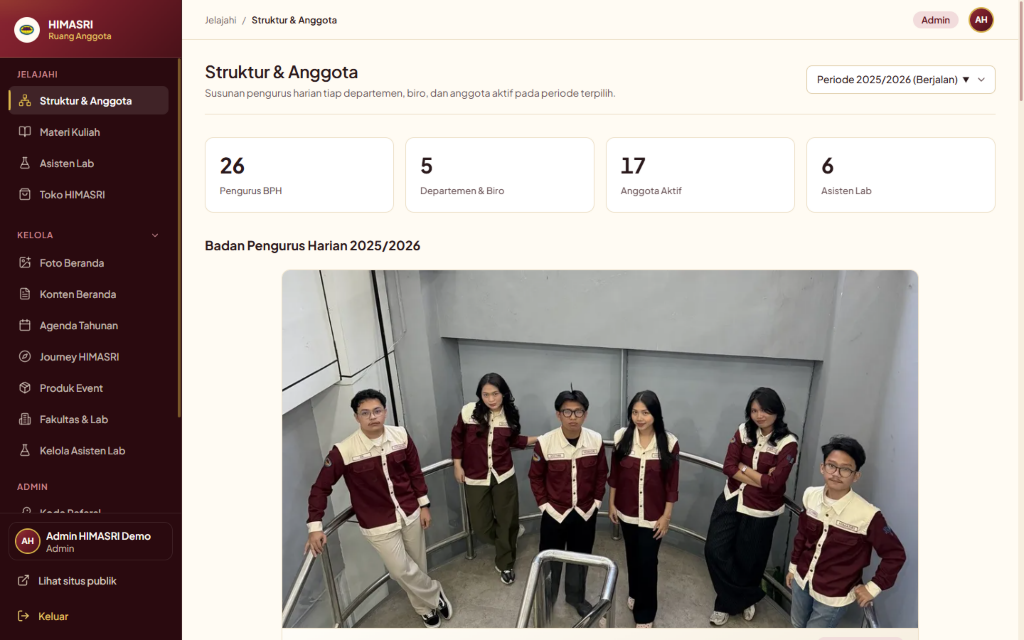 HIMASRI
Ruang Anggota
JELAJAHI
Struktur & Anggota
Materi Kuliah
Asisten Lab
Toko HIMASRI
KELOLA
Foto Beranda
Konten Beranda
Agenda Tahunan
Journey HIMASRI
Produk Event
Fakultas & Lab
Kelola Asisten Lab
ADMIN
Kode Referal
AH
Admin HIMASRI Demo
Admin
Lihat situs publik
Keluar
Jelajahi / Struktur & Anggota
Admin AH
Struktur & Anggota
Susunan pengurus harian tiap departemen, biro, dan anggota aktif pada periode terpilih.
Periode 2025/2026 (Berjalan) ▼
26
Pengurus BPH
5
Departemen & Biro
17
Anggota Aktif
6
Asisten Lab
Badan Pengurus Harian 2025/2026